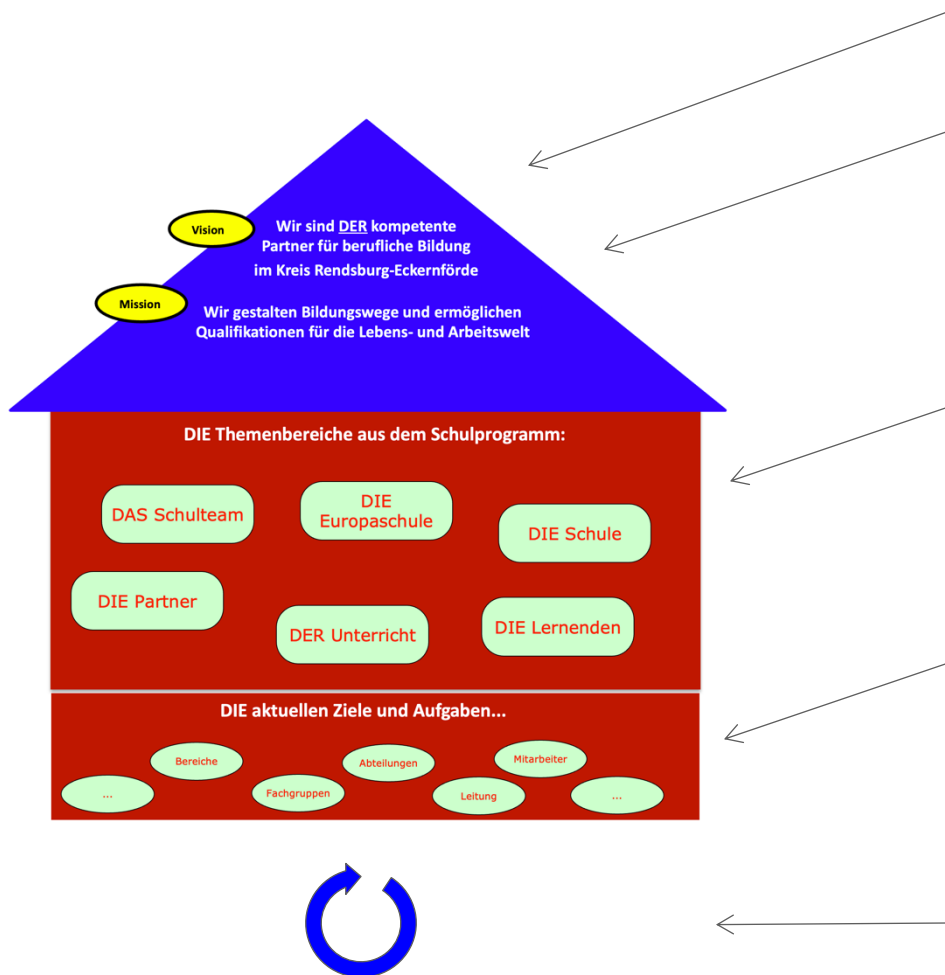 Vision
Wir sind DER kompetente
Partner für berufliche Bildung
im Kreis Rendsburg-Eckernförde
Mission
Wir gestalten Bildungswege und ermöglichen
Qualifikationen für die Lebens- und Arbeitswelt
DIE Themenbereiche aus dem Schulprogramm:
DAS Schulteam
DIE
Europaschule
DIE Schule
DIE Partner
DER Unterricht
DIE Lernenden
DIE aktuellen Ziele und Aufgaben...
Bereiche
Abteilungen
Mitarbeiter
...
Fachgruppen
Leitung
...